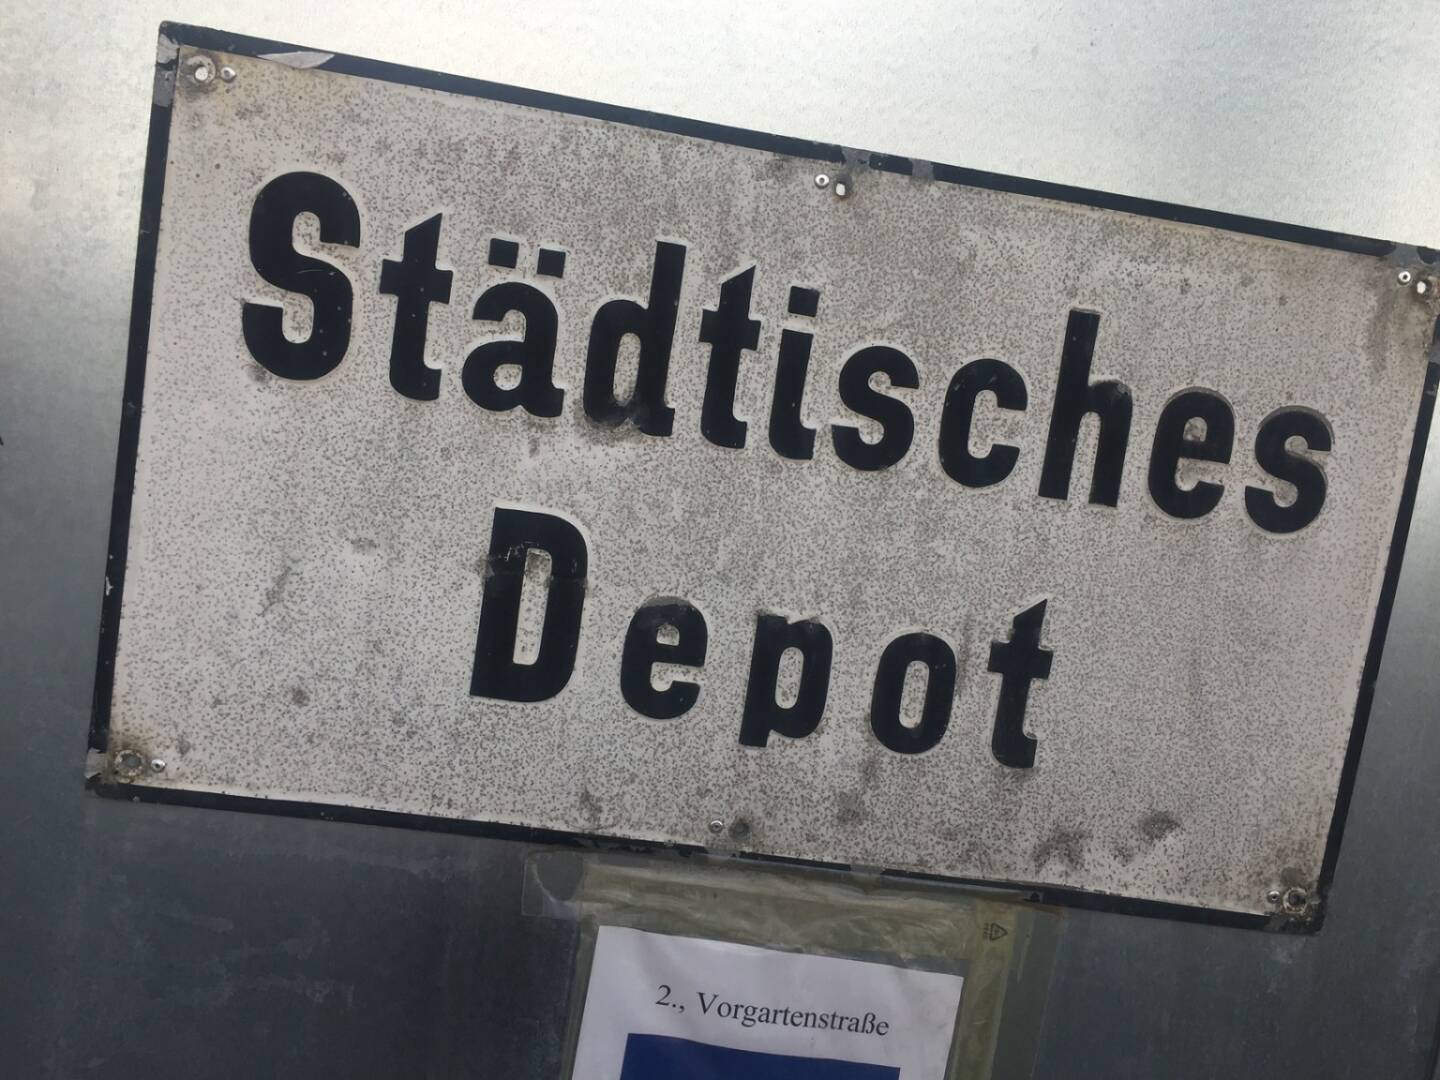 Städtisches
Depot
2., Vorgartenstraße